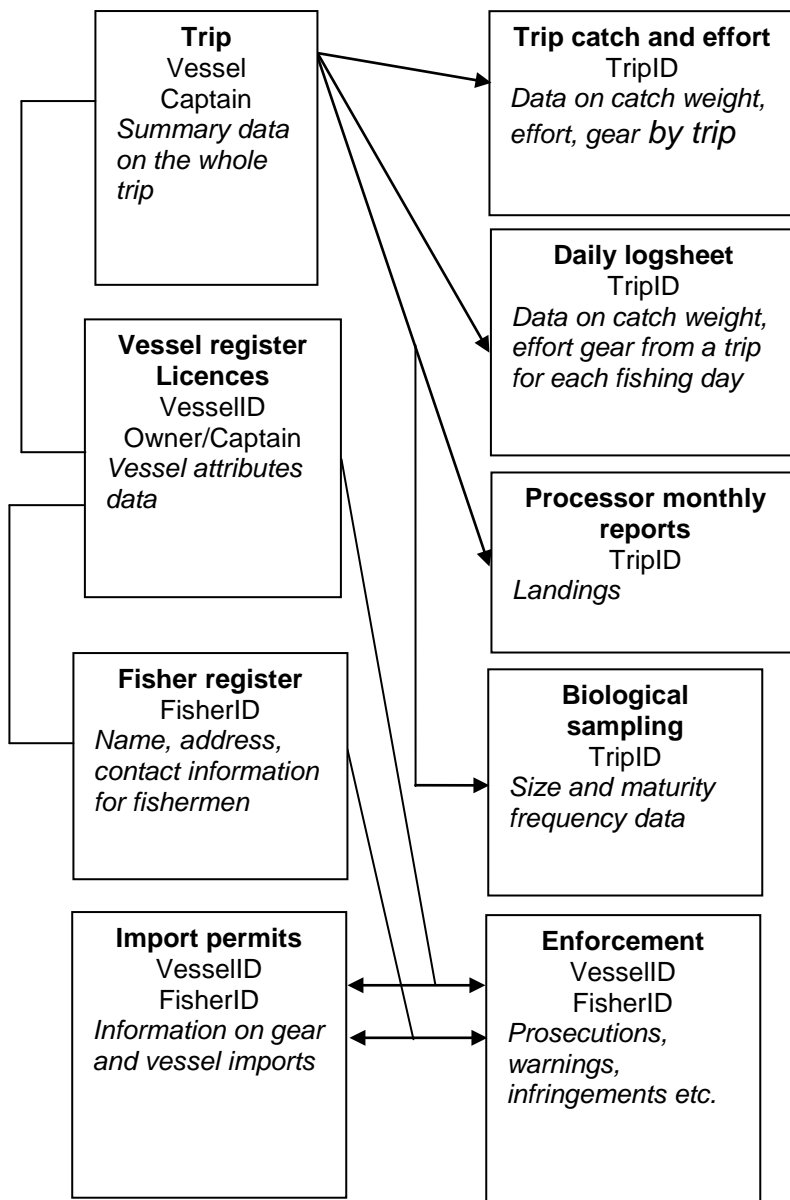 Trip
Vessel
Captain
Summary data
on the whole
trip
Trip catch and effort
TripID
Data on catch weight,
effort, gear by trip
Daily logsheet
TripID
Data on catch weight,
effort gear from a trip
for each fishing day
Vessel register
Licences
VesselID
Owner/Captain
Vessel attributes
data
Processor monthly
reports
TripID
Landings
Fisher register
FisherID
Name, address,
contact information
for fishermen
Biological
sampling
TripID
Size and maturity
frequency data
Import permits
VesselID
FisherID
Information on gear
and vessel imports
Enforcement
VesselID
FisherID
Prosecutions,
warnings,
infringements etc.